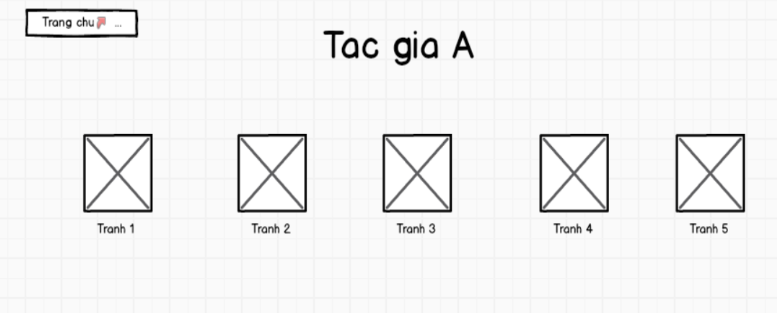 Trang chu ...
Tac gia A
Tranh 1 Tranh 2 Tranh 3 Tranh 4 Tranh 5